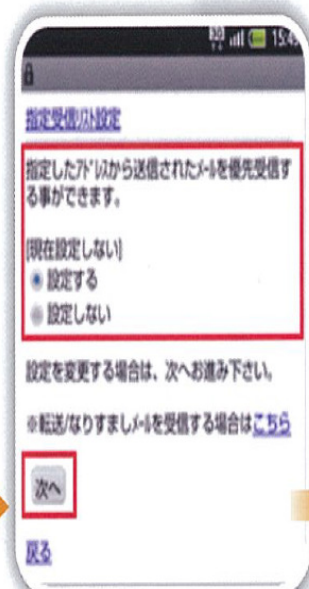 3G 15:49
指定受信ﾘｽﾄ設定
指定したｱﾄﾞﾚｽから送信されたﾒｰﾙを優先受信す
る事ができます。
[現在設定しない]
設定する
設定しない
設定を変更する場合は、次へお進み下さい。
※転送/なりすましﾒｰﾙを受信する場合はこちら
次へ
戻る